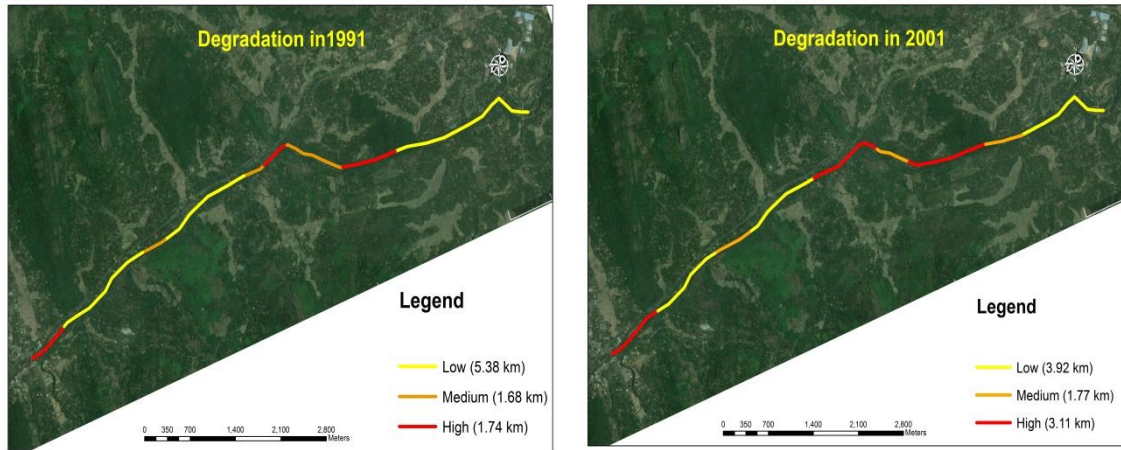 Degradation in1991
Legend
Low (5.38 km)
Medium (1.68 km)
High (1.74 km)
0 350 700 1,400 2,100 2,800
Meters
Degradation in 2001
Legend
Low (3.92 km)
Medium (1.77 km)
High (3.11 km)
0 350 700 1,400 2,100 2,800
Meters